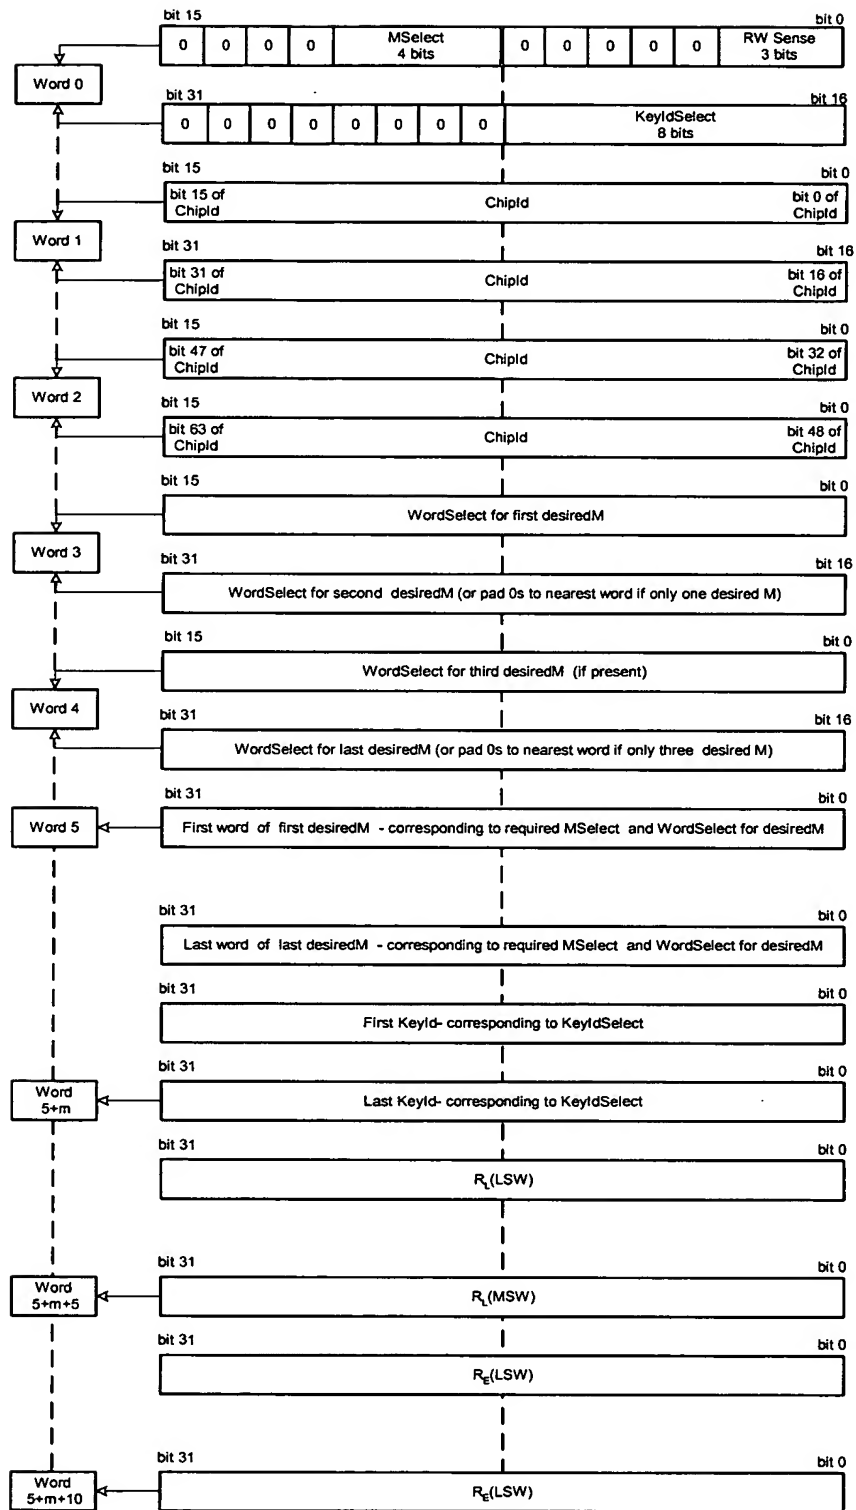 bit 15 bit 0
0 0 0 0 MSelect 4 bits 0 0 0 0 0 RW Sense 3 bits
Word 0
bit 31 bit 16
0 0 0 0 0 0 0 0 KeyIdSelect 8 bits
bit 15 bit 0
bit 15 of ChipId ChipId bit 0 of ChipId
Word 1
bit 31 bit 16
bit 31 of ChipId ChipId bit 16 of ChipId
bit 15 bit 0
bit 47 of ChipId ChipId bit 32 of ChipId
Word 2
bit 15 bit 0
bit 63 of ChipId ChipId bit 48 of ChipId
bit 15 bit 0
WordSelect for first desiredM
Word 3
bit 31 bit 16
WordSelect for second desiredM (or pad 0s to nearest word if only one desired M)
bit 15 bit 0
WordSelect for third desiredM (if present)
Word 4
bit 31 bit 16
WordSelect for last desiredM (or pad 0s to nearest word if only three desired M)
bit 31 bit 0
Word 5 First word of first desiredM - corresponding to required MSelect and WordSelect for desiredM
bit 31 bit 0
Last word of last desiredM - corresponding to required MSelect and WordSelect for desiredM
bit 31 bit 0
First KeyId- corresponding to KeyIdSelect
bit 31 bit 0
Word 5+m Last KeyId- corresponding to KeyIdSelect
bit 31 bit 0
R_L(LSW)
bit 31 bit 0
Word 5+m+5 R_L(MSW)
bit 31 bit 0
R_E(LSW)
bit 31 bit 0
Word 5+m+10 R_E(LSW)